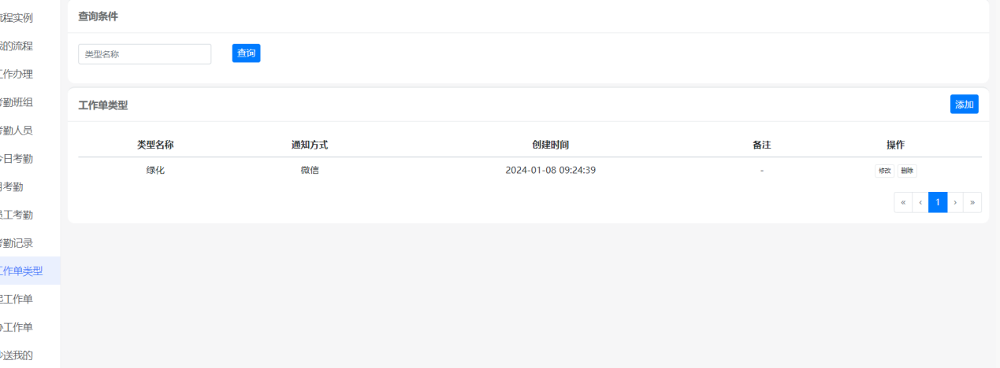 查询条件
类型名称
查询
工作单类型
添加
类型名称 通知方式 创建时间 备注 操作
绿化 微信 2024-01-08 09:24:39 - 修改 删除
« ‹ 1 › »
流程实例
我的流程
工作办理
考勤班组
考勤人员
今日考勤
月考勤
员工考勤
考勤记录
工作单类型
起工作单
办工作单
抄送我的